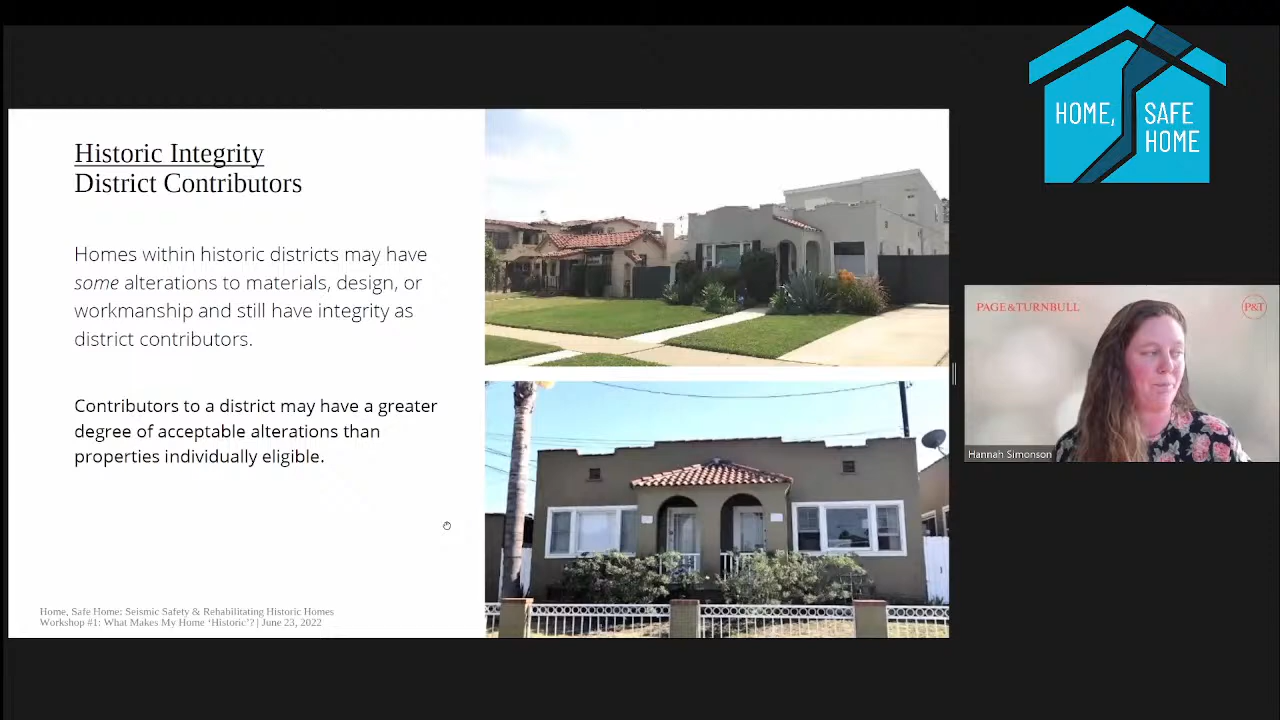 HOME, SAFE
HOME
Historic Integrity
District Contributors
Homes within historic districts may have
some alterations to materials, design, or
workmanship and still have integrity as
district contributors.
Contributors to a district may have a greater
degree of acceptable alterations than
properties individually eligible.
Home, Safe Home: Seismic Safety & Rehabilitating Historic Homes
Workshop #1: What Makes My Home ‘Historic’? | June 23, 2022
PAGE&TURNBULL
P&T
Hannah Simonson